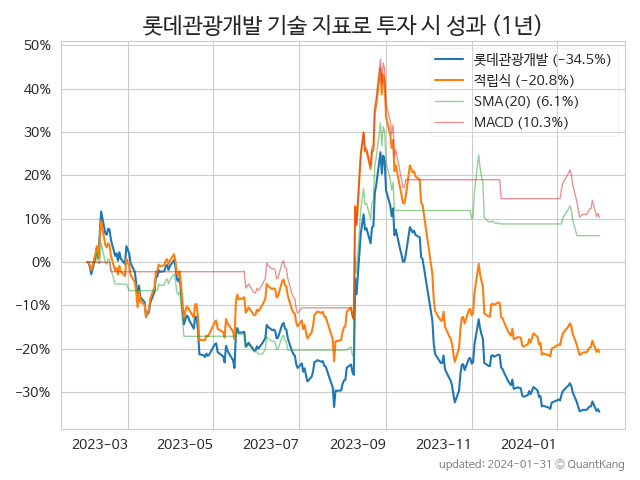 롯데관광개발 기술 지표로 투자 시 성과 (1년)
50%
40%
30%
20%
10%
0%
−10%
−20%
−30%
롯데관광개발 (−34.5%)
적립식 (−20.8%)
SMA(20) (6.1%)
MACD (10.3%)
2023-03 2023-05 2023-07 2023-09 2023-11 2024-01
updated: 2024-01-31 © QuantKang